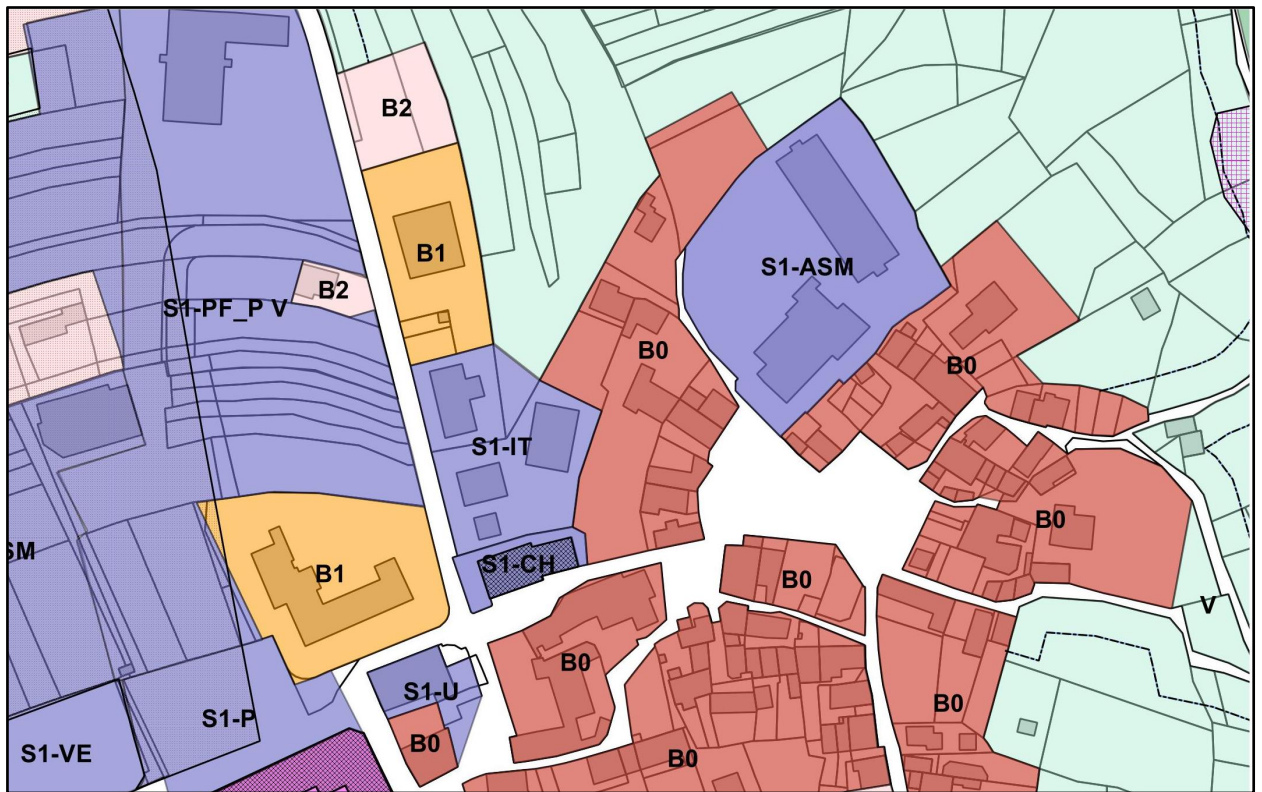 B2
B1
S1-ASM
B2
S1-PF_P V
B0
B0
S1-IT
B0
SM
S1-CH
B1
B0
V
B0
S1-U
B0
S1-P
B0
S1-VE
B0